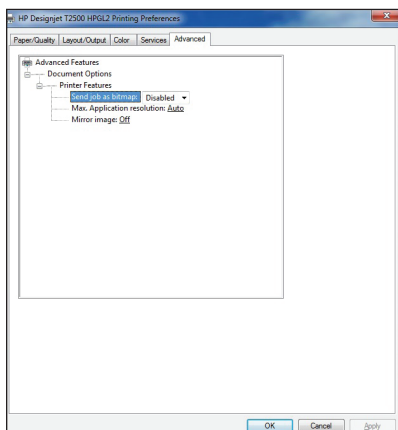 HP Designjet T2500 HPGL2 Printing Preferences
Paper/Quality Layout/Output Color Services Advanced
Advanced Features
Document Options
Printer Features
Send job as bitmap: Disabled
Max. Application resolution: Auto
Mirror image: Off
OK Cancel Apply